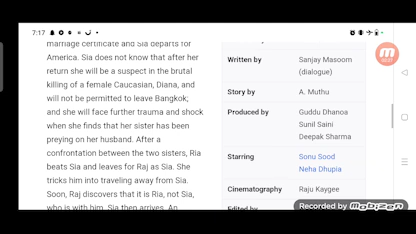 7:17
marriage certificate and Sia departs for
America. Sia does not know that after her
return she will be a suspect in the brutal
killing of a female Caucasian, Diana, and
will not be permitted to leave Bangkok;
and she will face further trauma and shock
when she finds that her sister has been
preying on her husband. After a
confrontation between the two sisters, Ria
beats Sia and leaves for Raj as Sia. She
tricks him into traveling away from Sia.
Soon, Raj discovers that it is Ria, not Sia,
who is with him. Sia then arrives. An
Written by
Sanjay Masoom
(dialogue)
Story by
A. Muthu
Produced by
Guddu Dhanoa
Sunil Saini
Deepak Sharma
Starring
Sonu Sood
Neha Dhupia
Cinematography
Raju Kaygee
Edited by
Recorded by mobizen